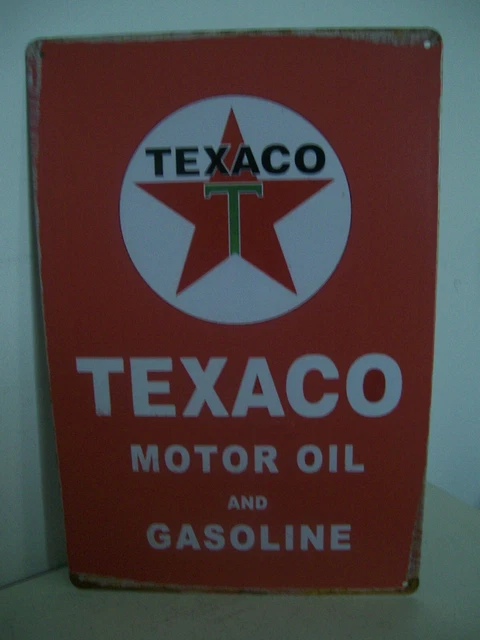 TEXACO
T
TEXACO
MOTOR OIL
AND
GASOLINE